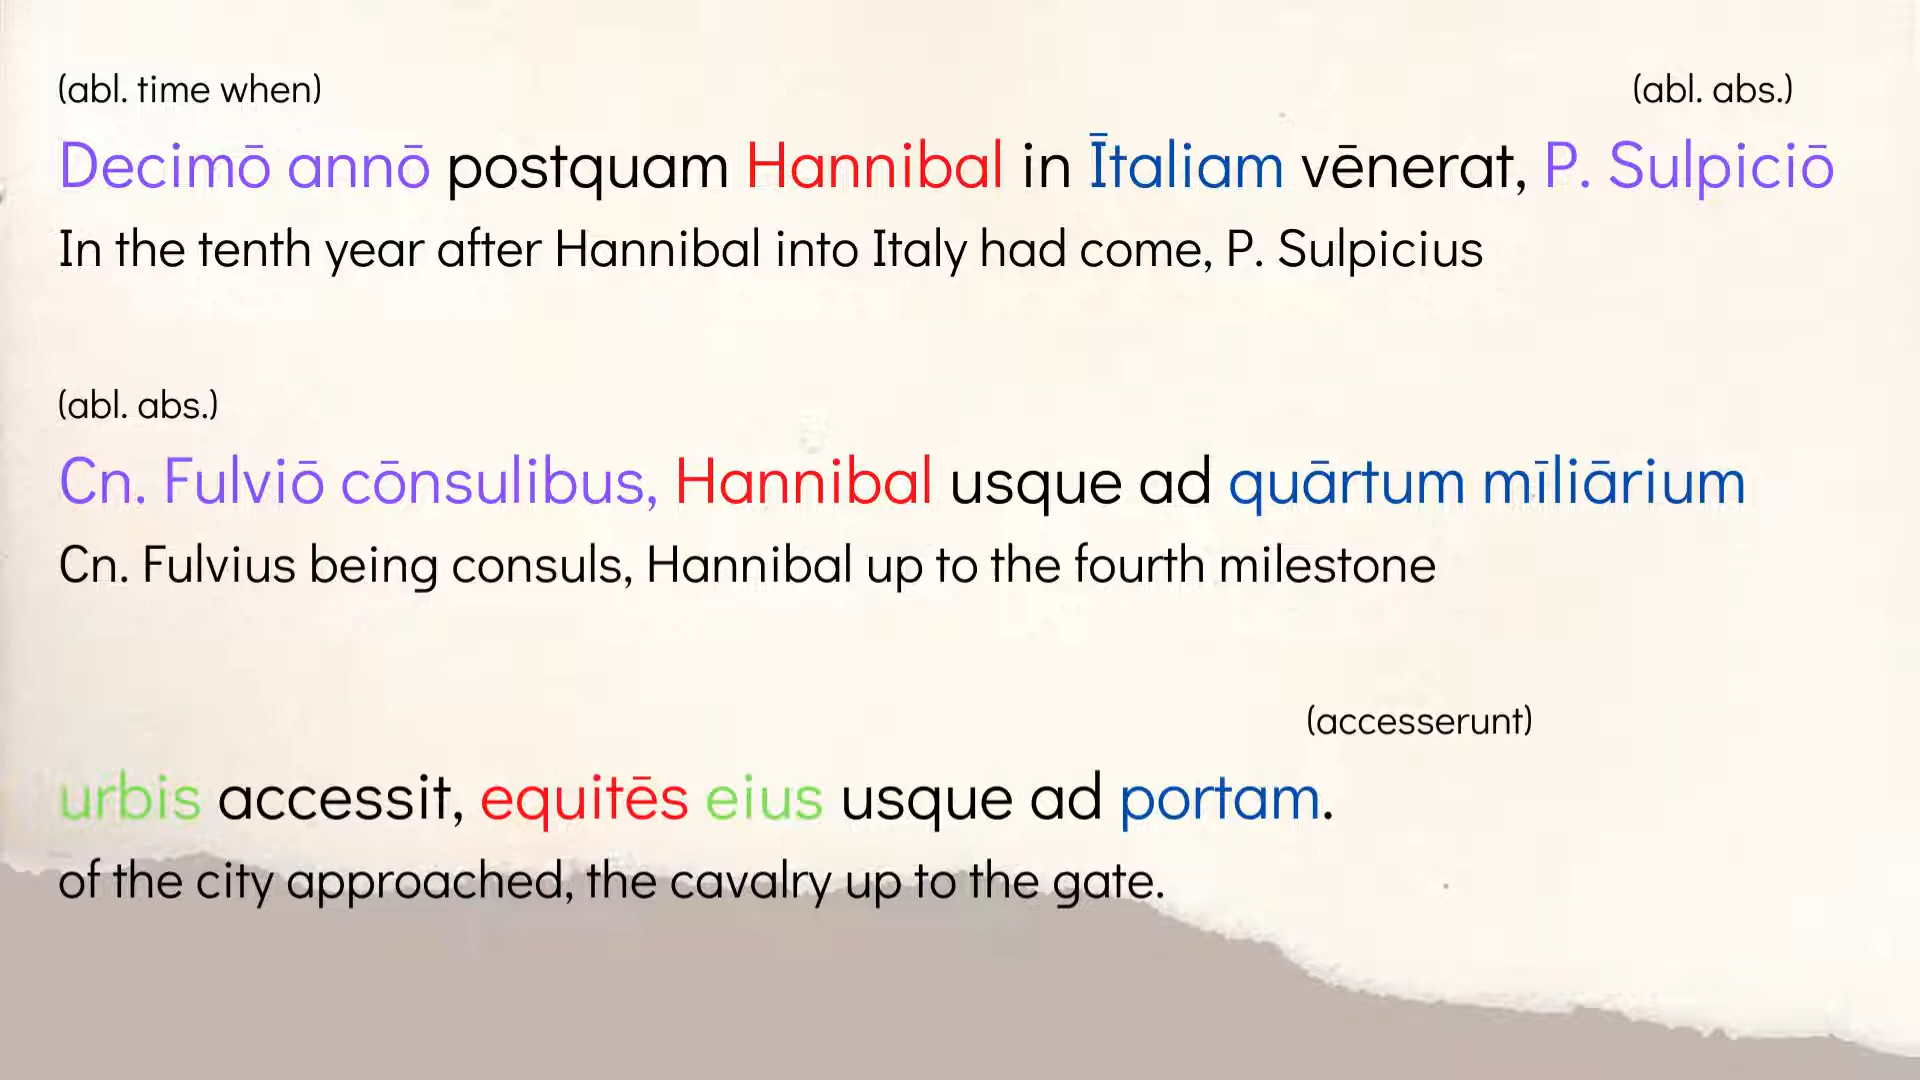 (abl. time when) (abl. abs.)
Decimō annō postquam Hannibal in Ītaliam vēnerat, P. Sulpiciō
In the tenth year after Hannibal into Italy had come, P. Sulpicius
(abl. abs.)
Cn. Fulviō cōnsulibus, Hannibal usque ad quārtum mīliārium
Cn. Fulvius being consuls, Hannibal up to the fourth milestone
(accesserunt)
urbis accessit, equitēs eius usque ad portam.
of the city approached, the cavalry up to the gate.